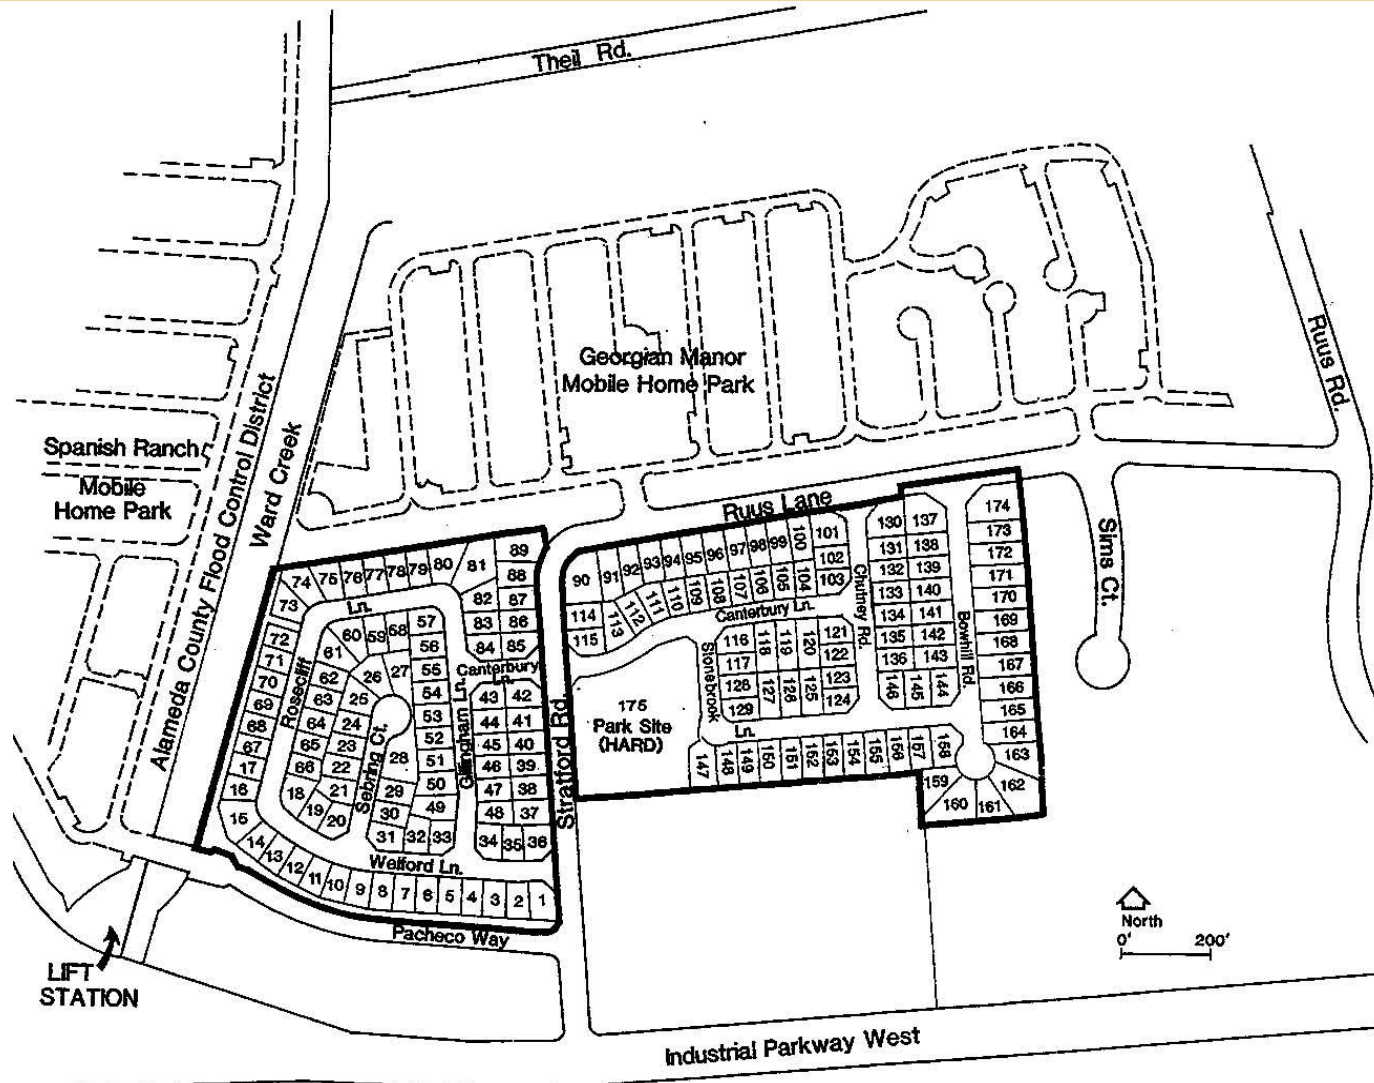 Theil Rd.
Ruus Rd.
Georgian Manor
Mobile Home Park
Spanish Ranch
Mobile
Home Park
Alameda County Flood Control District
Ward Creek
Ruus Lane
Sims Ct.
74 75 76 77 78 79 80 81 89
88
73 82 87
Ln.
72 83 86
71 84 85
70
69
68
67
17
16
15
Rosecliff
60 59 58 57
61 56
62 26 27 55
63 25 54
64 24 53
65 23 52
66 22 28 51
18 21 29 50
19 20 30 49
31 32 33
Sebring Ct.
Gillingham Ln.
Canterbury
Ln.
43 42
44 41
45 40
46 39
47 38
48 37
34 35 36
Welford Ln.
14 13 12 11 10 9 8 7 6 5 4 3 2 1
Pacheco Way
Stratford Rd.
90 91 92 93 94 95 96 97 98 99 100 101
102
103
114 113 112 111 110 109 108 107 106 105 104
115
Canterbury Ln.
Chutney Rd.
116 118 119 120 121
117 122
128 127 126 125 123
129 124
Stonebrook
Ln.
175
Park Site
(HARD)
130 137
131 138
132 139
133 140
134 141
135 142
136 143
146 145 144
Bowhill Rd.
174
173
172
171
170
169
168
167
166
165
164
163
162
147 148 149 150 151 152 153 154 155 156 157 158
159
160 161
LIFT
STATION
North
0' 200'
Industrial Parkway West